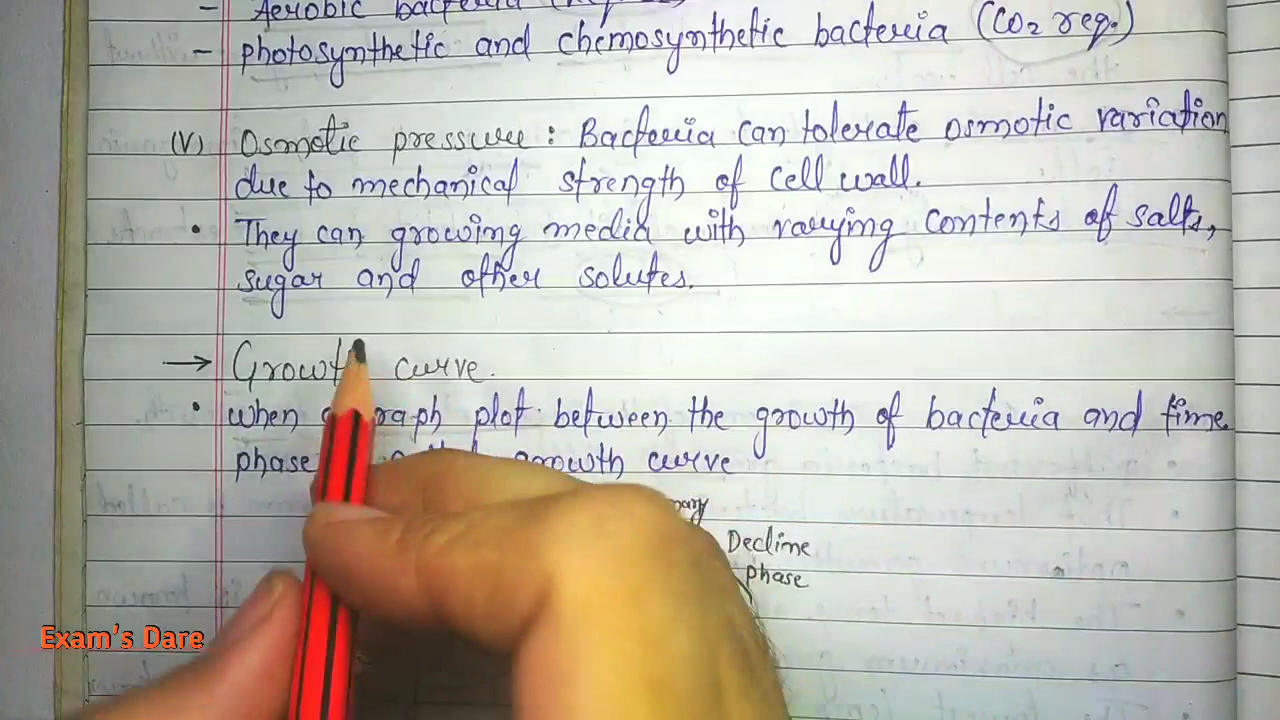 - Aerobic bacteria
- photosynthetic and chemosynthetic bacteria (CO2 req.)
(V) Osmotic pressure : Bacteria can tolerate osmotic variation
due to mechanical strength of cell wall.
• They can growing media with varying contents of salts,
sugar and other solutes.
→ Growth curve.
• when graph plot between the growth of bacteria and time
phase growth curve
Decline
phase
Exam's Dare